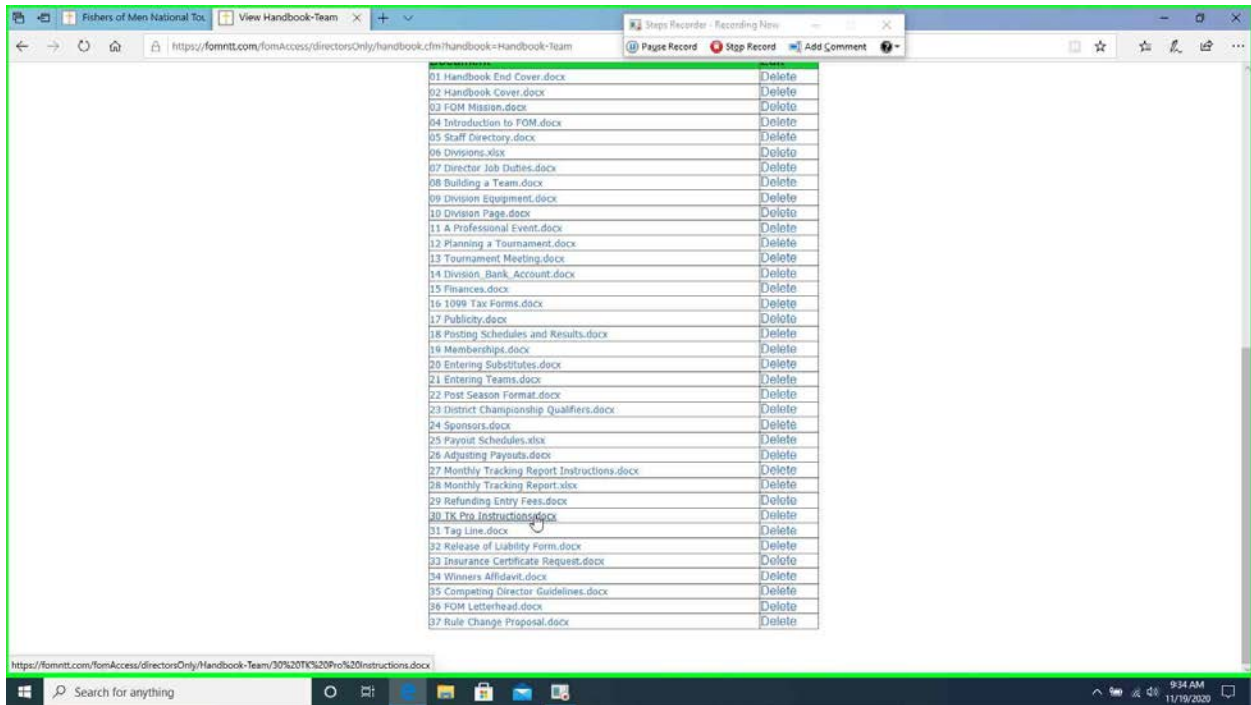 Fishers of Men National Tou
View Handbook-Team
Steps Recorder - Recording Now
https://fomntt.com/fomAccess/directorsOnly/handbook.cfm?handbook=Handbook-Team
Pause Record Stop Record Add Comment
Document Edit
01 Handbook End Cover.docx Delete
02 Handbook Cover.docx Delete
03 FOM Mission.docx Delete
04 Introduction to FOM.docx Delete
05 Staff Directory.docx Delete
06 Divisions.xlsx Delete
07 Director Job Duties.docx Delete
08 Building a Team.docx Delete
09 Division Equipment.docx Delete
10 Division Page.docx Delete
11 A Professional Event.docx Delete
12 Planning a Tournament.docx Delete
13 Tournament Meeting.docx Delete
14 Division_Bank_Account.docx Delete
15 Finances.docx Delete
16 1099 Tax Forms.docx Delete
17 Publicity.docx Delete
18 Posting Schedules and Results.docx Delete
19 Memberships.docx Delete
20 Entering Substitutes.docx Delete
21 Entering Teams.docx Delete
22 Post Season Format.docx Delete
23 District Championship Qualifiers.docx Delete
24 Sponsors.docx Delete
25 Payout Schedules.xlsx Delete
26 Adjusting Payouts.docx Delete
27 Monthly Tracking Report Instructions.docx Delete
28 Monthly Tracking Report.xlsx Delete
29 Refunding Entry Fees.docx Delete
30 TK Pro Instructions.docx Delete
31 Tag Line.docx Delete
32 Release of Liability Form.docx Delete
33 Insurance Certificate Request.docx Delete
34 Winners Affidavit.docx Delete
35 Competing Director Guidelines.docx Delete
36 FOM Letterhead.docx Delete
37 Rule Change Proposal.docx Delete
https://fomntt.com/fomAccess/directorsOnly/Handbook-Team/30%20TK%20Pro%20Instructions.docx
Search for anything
9:34 AM
11/19/2020